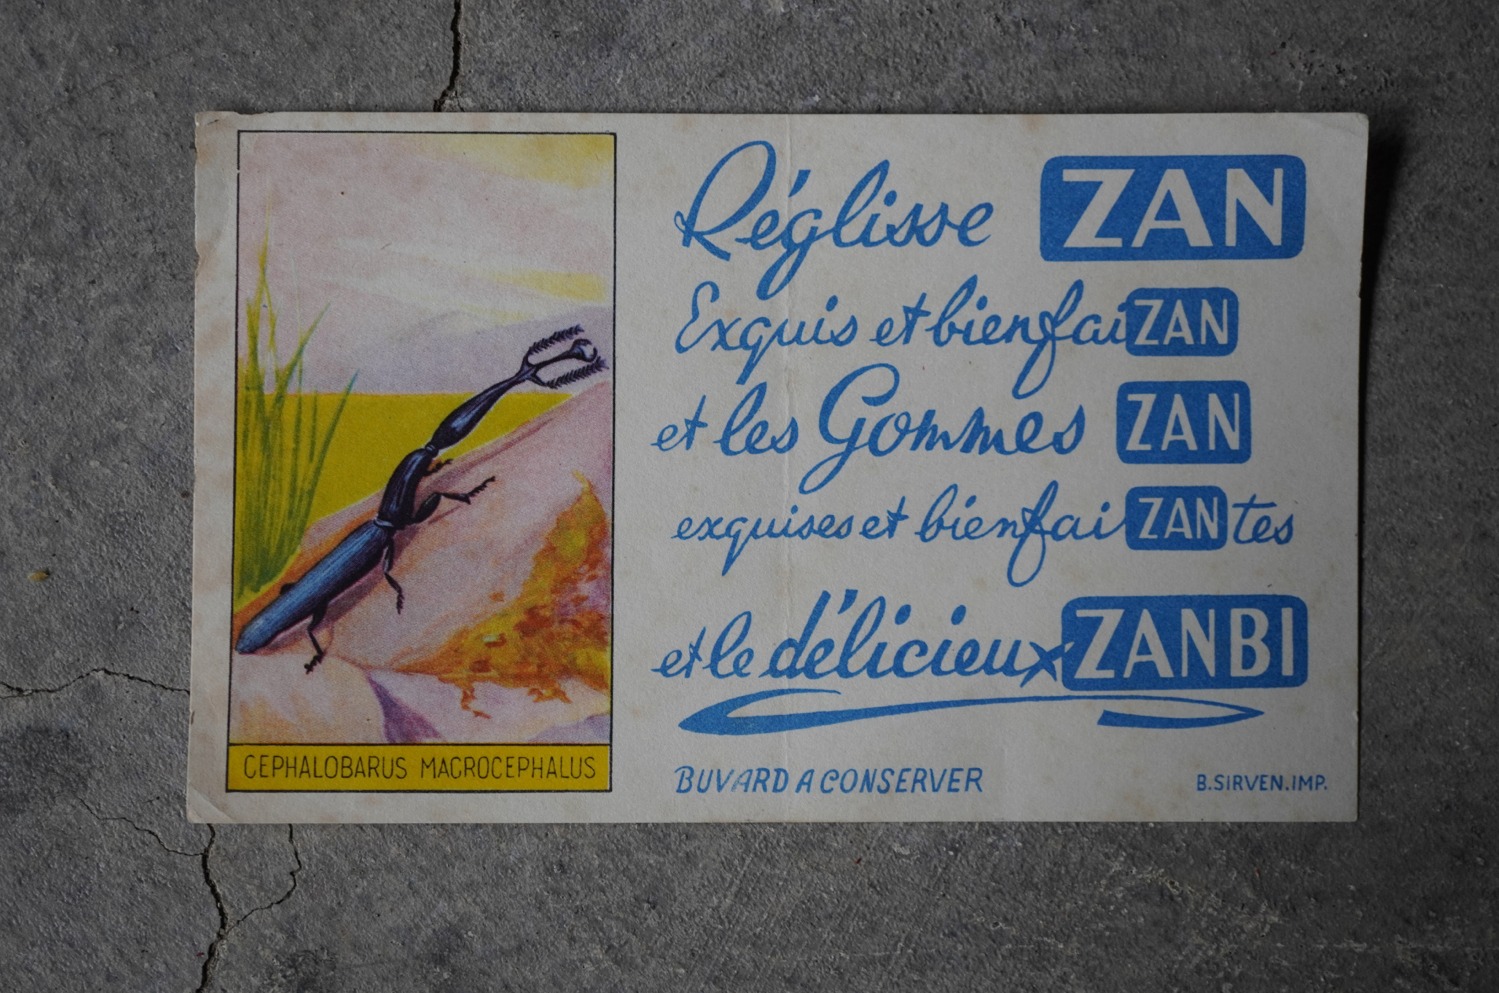 Réglisse ZAN
Exquis et bienfaiZAN
et les Gommes ZAN
exquises et bienfaiZANtes
et le délicieux ZANBI
BUVARD A CONSERVER
B.SIRVEN.IMP.
CEPHALOBARUS MACROCEPHALUS